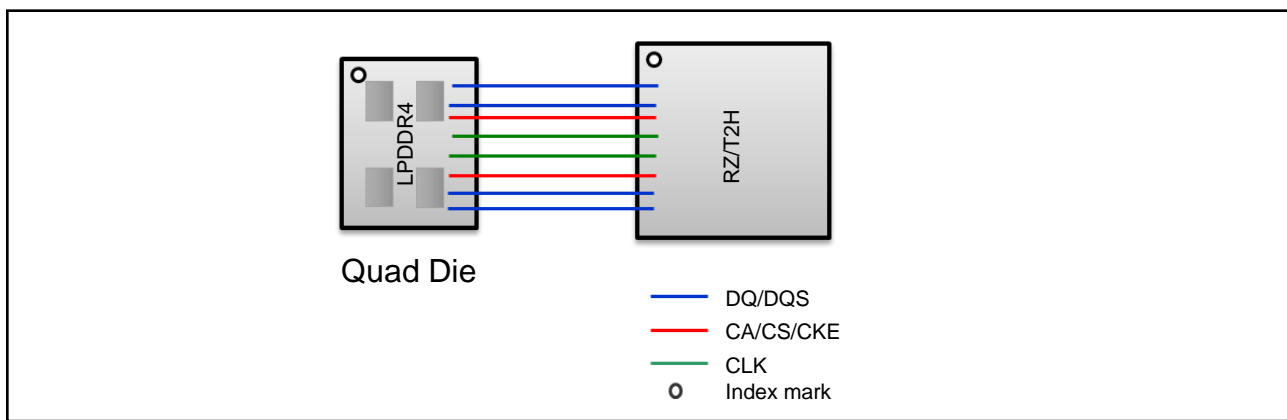 LPDDR4
RZ/T2H
Quad Die
DQ/DQS
CA/CS/CKE
CLK
Index mark